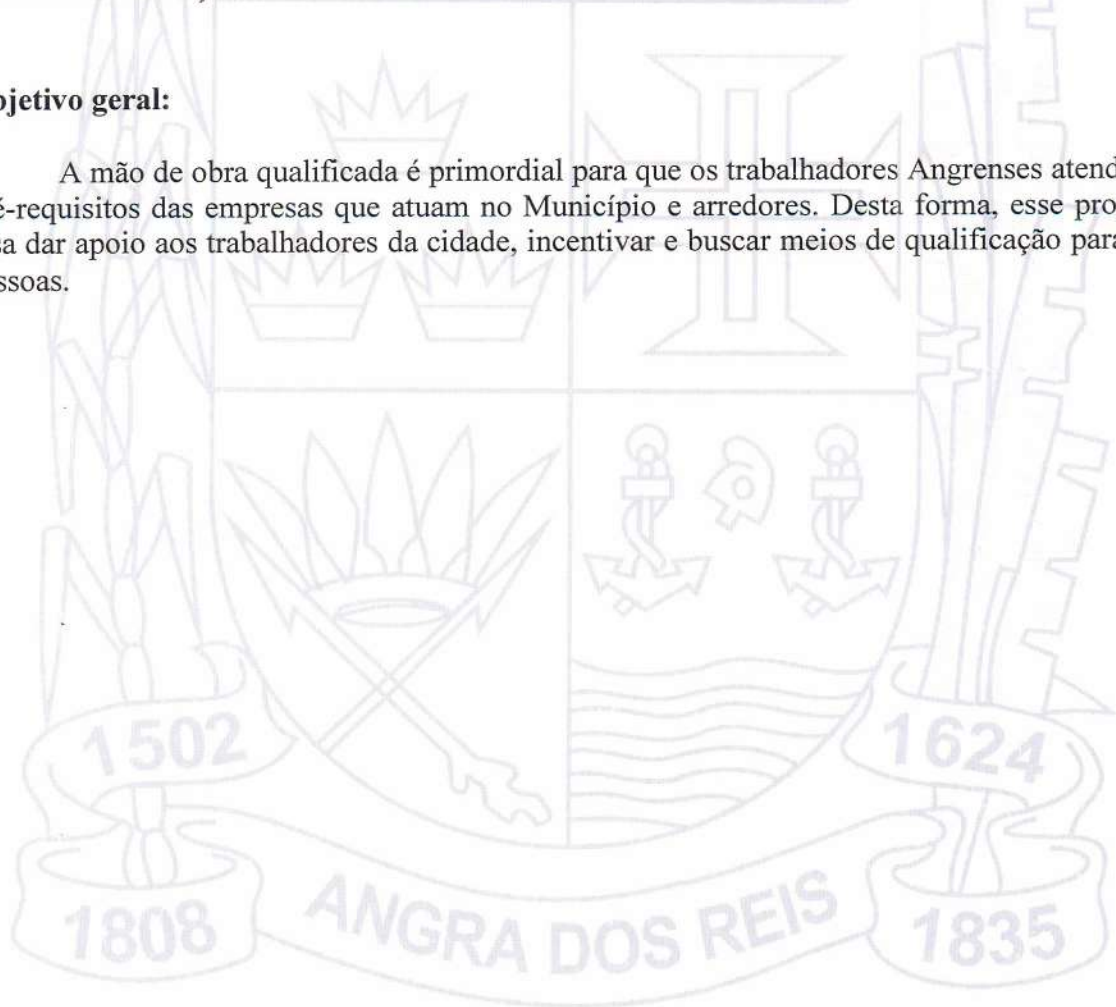 bjetivo geral:
A mão de obra qualificada é primordial para que os trabalhadores Angrenses atend
é-requisitos das empresas que atuam no Município e arredores. Desta forma, esse pro
sa dar apoio aos trabalhadores da cidade, incentivar e buscar meios de qualificação para
ssoas.
1502
1624
1808
ANGRA DOS REIS
1835